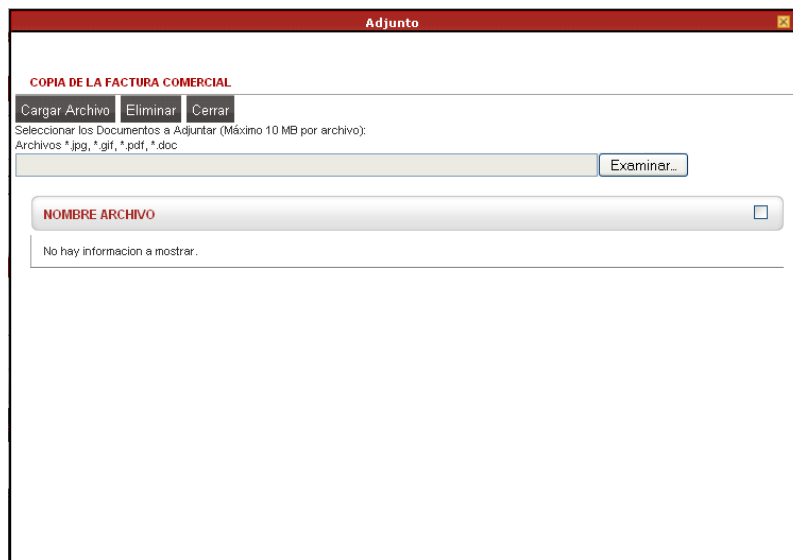 Adjunto
COPIA DE LA FACTURA COMERCIAL
Cargar Archivo Eliminar Cerrar
Seleccionar los Documentos a Adjuntar (Máximo 10 MB por archivo):
Archivos *.jpg, *.gif, *.pdf, *.doc
Examinar...
NOMBRE ARCHIVO
No hay informacion a mostrar.